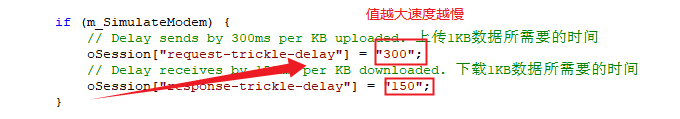 值越大速度越慢
if (m_SimulateModem) {
// Delay sends by 300ms per KB uploaded. 上传1KB数据所需要的时间
oSession["request-trickle-delay"] = "300";
// Delay receives by per KB downloaded. 下载1KB数据所需要的时间
oSession["response-trickle-delay"] = "150";
}